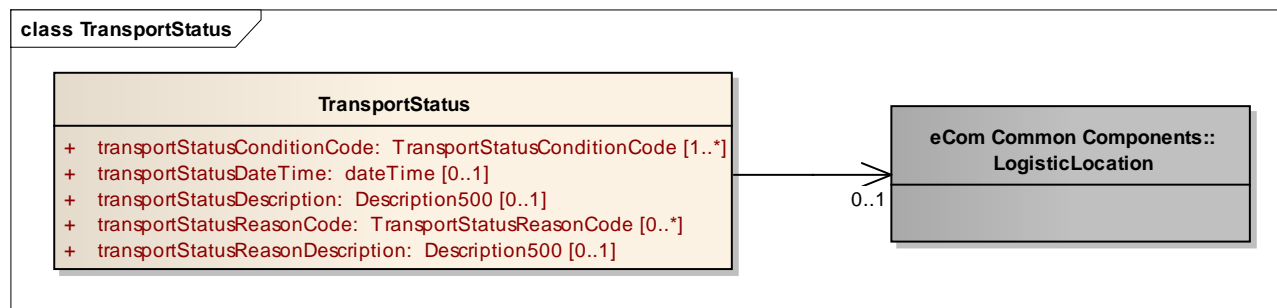 class TransportStatus
TransportStatus
+ transportStatusConditionCode: TransportStatusConditionCode [1..*]
+ transportStatusDateTime: dateTime [0..1]
+ transportStatusDescription: Description500 [0..1]
+ transportStatusReasonCode: TransportStatusReasonCode [0..*]
+ transportStatusReasonDescription: Description500 [0..1]
0..1
eCom Common Components::
LogisticLocation